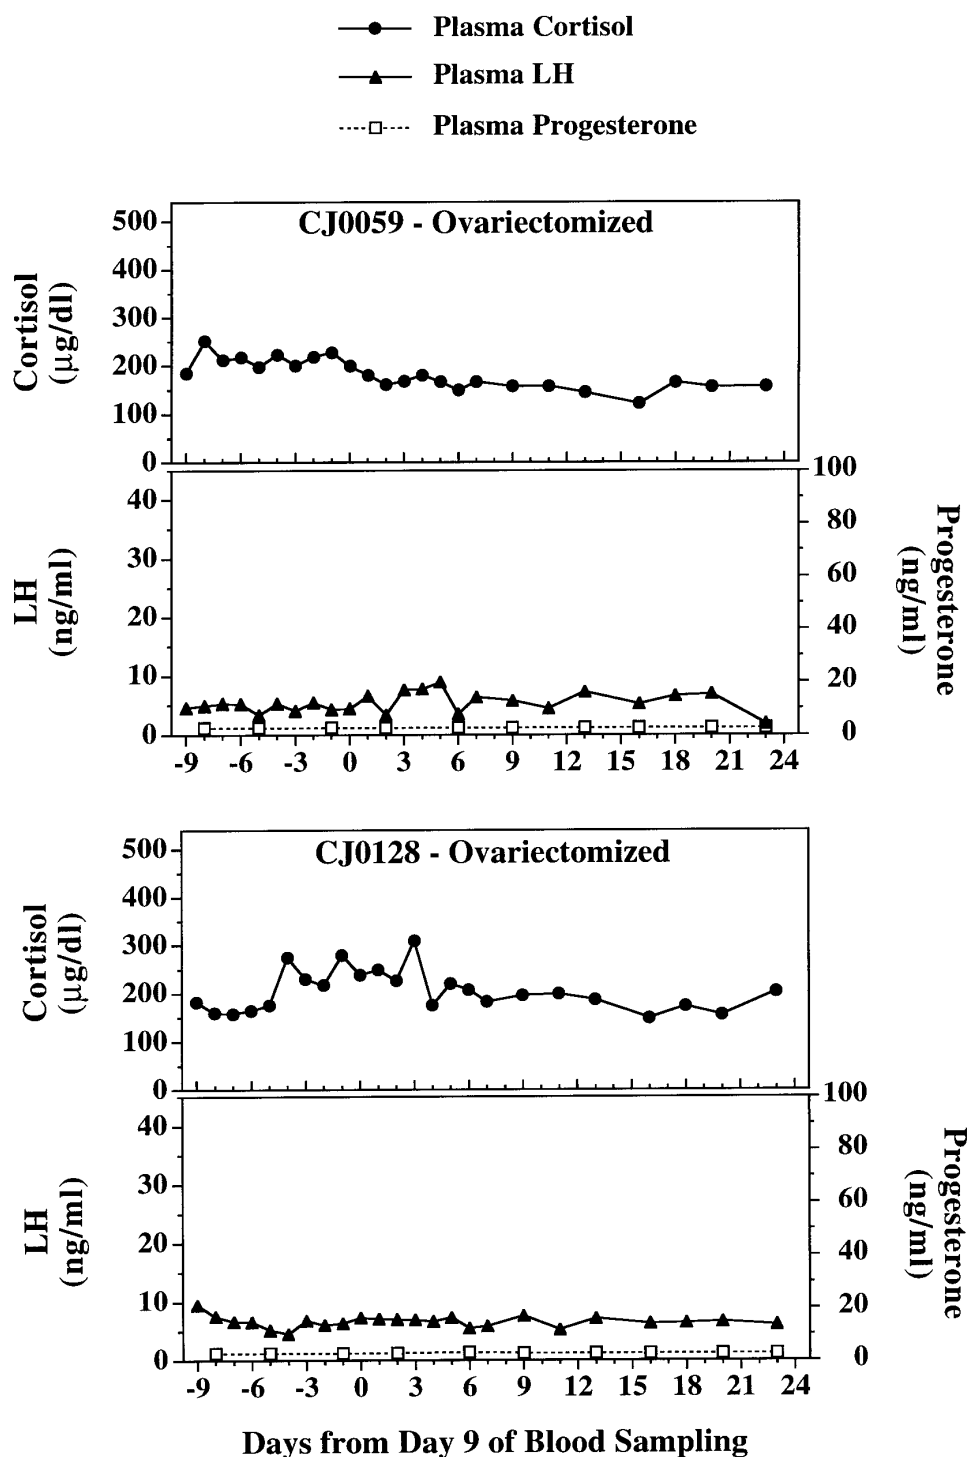 Plasma Cortisol
Plasma LH
Plasma Progesterone
CJ0059 - Ovariectomized
Cortisol
(μg/dl)
500
400
300
200
100
0
LH
(ng/ml)
40
30
20
10
0
Progesterone
(ng/ml)
100
80
60
40
20
0
-9 -6 -3 0 3 6 9 12 15 18 21 24
CJ0128 - Ovariectomized
Cortisol
(μg/dl)
500
400
300
200
100
0
LH
(ng/ml)
40
30
20
10
0
Progesterone
(ng/ml)
100
80
60
40
20
0
-9 -6 -3 0 3 6 9 12 15 18 21 24
Days from Day 9 of Blood Sampling